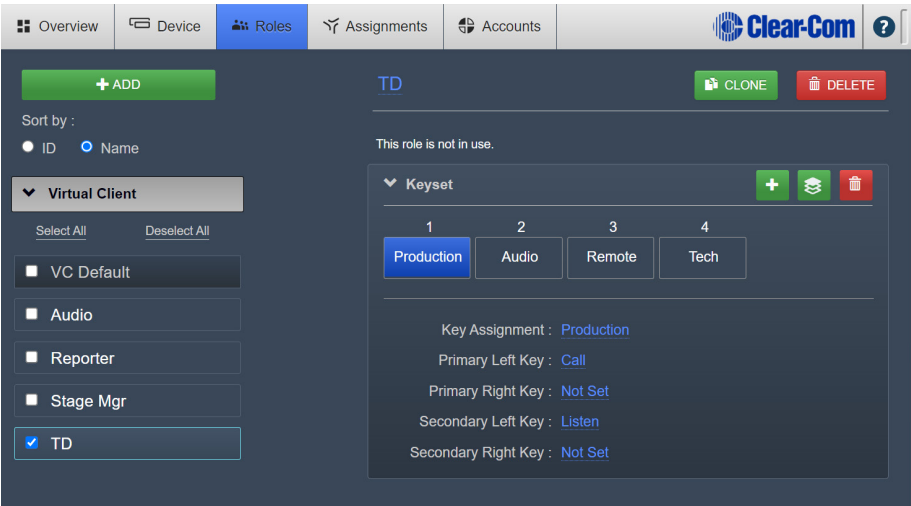 Overview Device Roles Assignments Accounts Clear-Com ?
ADD
Sort by :
ID Name
Virtual Client
Select All Deselect All
VC Default
Audio
Reporter
Stage Mgr
TD
TD CLONE DELETE
This role is not in use.
Keyset
1 2 3 4
Production Audio Remote Tech
Key Assignment : Production
Primary Left Key : Call
Primary Right Key : Not Set
Secondary Left Key : Listen
Secondary Right Key : Not Set